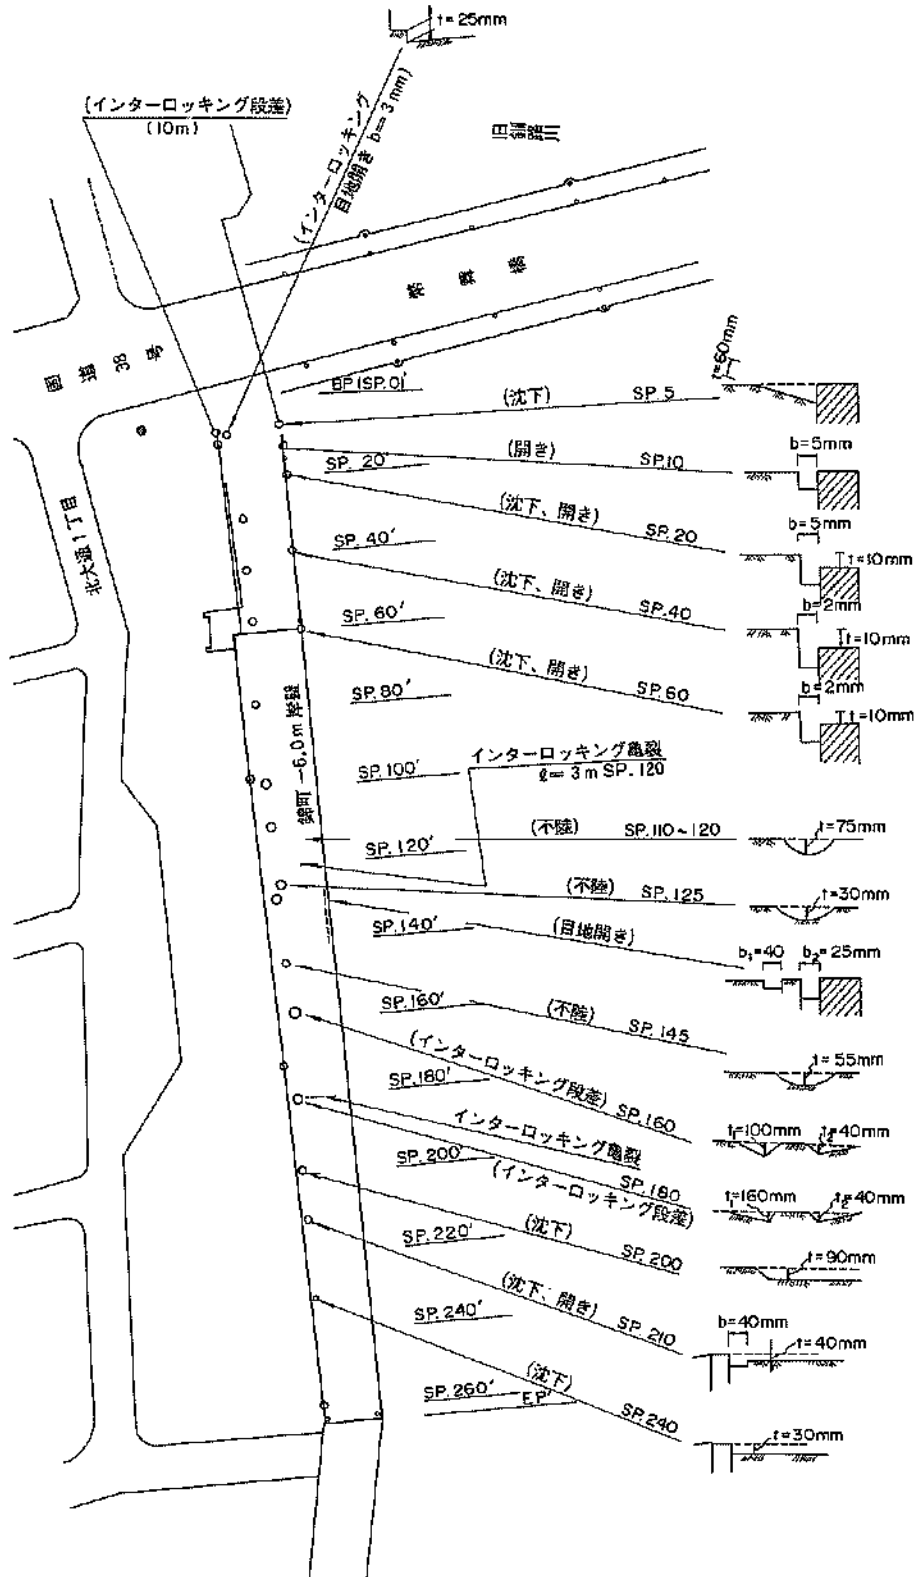 t=25mm
(インターロッキング段差)
(10m)
(インターロッキング
目地開き b=3mm)
旧釧路川
国道38号
BP(SP.0)'
(沈下) SP.5
t=60mm
(開き) SP.10
b=5mm
SP. 20'
(沈下、開き) SP.20
b=5mm
t=10mm
北大通1丁目
SP. 40'
(沈下、開き) SP.40
b=2mm
t=10mm
SP. 60'
(沈下、開き) SP.60
b=2mm
t=10mm
SP. 80'
錦町 -6.0m 岸壁
SP. 100'
インターロッキング亀裂
ℓ= 3m SP. 120
SP. 120'
(不陸) SP. 110~120
t=75mm
(不陸) SP. 125
t=30mm
SP. 140'
(目地開き)
b₁=40 b₂=25mm
SP. 160'
(不陸) SP. 145
t=55mm
(インターロッキング段差) SP. 160
t₁=100mm t₂=40mm
SP. 180'
インターロッキング亀裂
SP. 180
(インターロッキング段差)
t₁=160mm t₂=40mm
SP. 200'
(沈下) SP. 200
t=90mm
SP. 220'
(沈下、開き) SP. 210
b=40mm
t=40mm
SP. 240'
(沈下) SP. 240
t=30mm
SP. 260'
E.P'